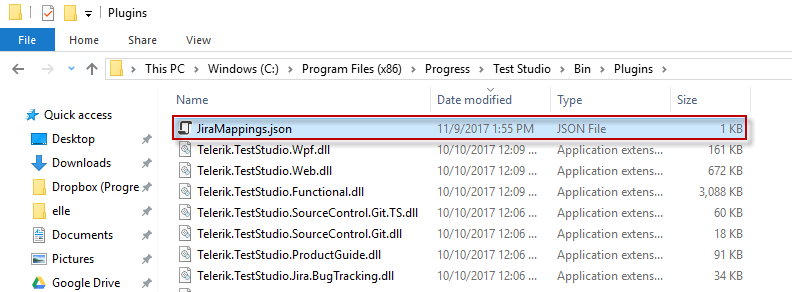 Plugins
File Home Share View
This PC Windows (C:) Program Files (x86) Progress Test Studio Bin Plugins
Name Date modified Type Size
Quick access
Desktop
Dropbox (Progre
elle
Documents
Pictures
Google Drive
JiraMappings.json 11/9/2017 1:55 PM JSON File 1 KB
Telerik.TestStudio.Wpf.dll 10/10/2017 12:09 ... Application extens... 161 KB
Telerik.TestStudio.Web.dll 10/10/2017 12:09 ... Application extens... 672 KB
Telerik.TestStudio.Functional.dll 10/10/2017 12:09 ... Application extens... 3,088 KB
Telerik.TestStudio.SourceControl.Git.TS.dll 10/10/2017 12:06 ... Application extens... 60 KB
Telerik.TestStudio.SourceControl.Git.dll 10/10/2017 12:06 ... Application extens... 18 KB
Telerik.TestStudio.ProductGuide.dll 10/10/2017 12:06 ... Application extens... 91 KB
Telerik.TestStudio.Jira.BugTracking.dll 10/10/2017 12:06 ... Application extens... 34 KB